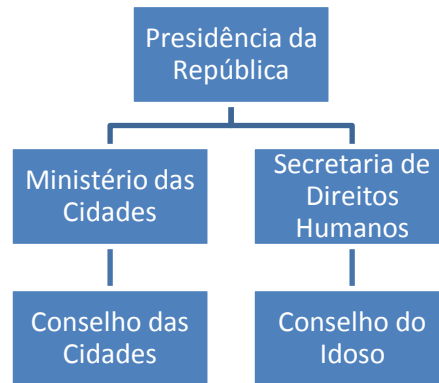 Presidência da
República
Ministério das
Cidades
Secretaria de
Direitos
Humanos
Conselho das
Cidades
Conselho do
Idoso